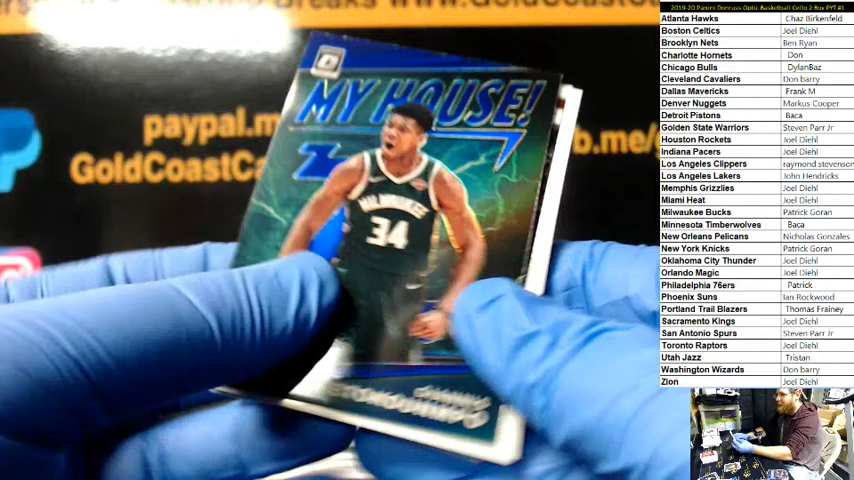 2019-20 Panini Donruss Optic Basketball Cello 2 Box PYT #1
Atlanta Hawks Chaz Birkenfeld
Boston Celtics Joel Diehl
Brooklyn Nets Ben Ryan
Charlotte Hornets Don
Chicago Bulls DylanBaz
Cleveland Cavaliers Don barry
Dallas Mavericks Frank M
Denver Nuggets Markus Cooper
Detroit Pistons Baca
Golden State Warriors Steven Parr Jr
Houston Rockets Joel Diehl
Indiana Pacers Joel Diehl
Los Angeles Clippers raymond stevenson
Los Angeles Lakers John Hendricks
Memphis Grizzlies Joel Diehl
Miami Heat Joel Diehl
Milwaukee Bucks Patrick Goran
Minnesota Timberwolves Baca
New Orleans Pelicans Nicholas Gonzales
New York Knicks Patrick Goran
Oklahoma City Thunder Joel Diehl
Orlando Magic Joel Diehl
Philadelphia 76ers Patrick
Phoenix Suns Ian Rockwood
Portland Trail Blazers Thomas Frainey
Sacramento Kings Joel Diehl
San Antonio Spurs Steven Parr Jr
Toronto Raptors Joel Diehl
Utah Jazz Tristan
Washington Wizards Don barry
Zion Joel Diehl
paypal.m
b.me/g
GoldCoastCa
MY HOUSE!
MILWAUKEE
34